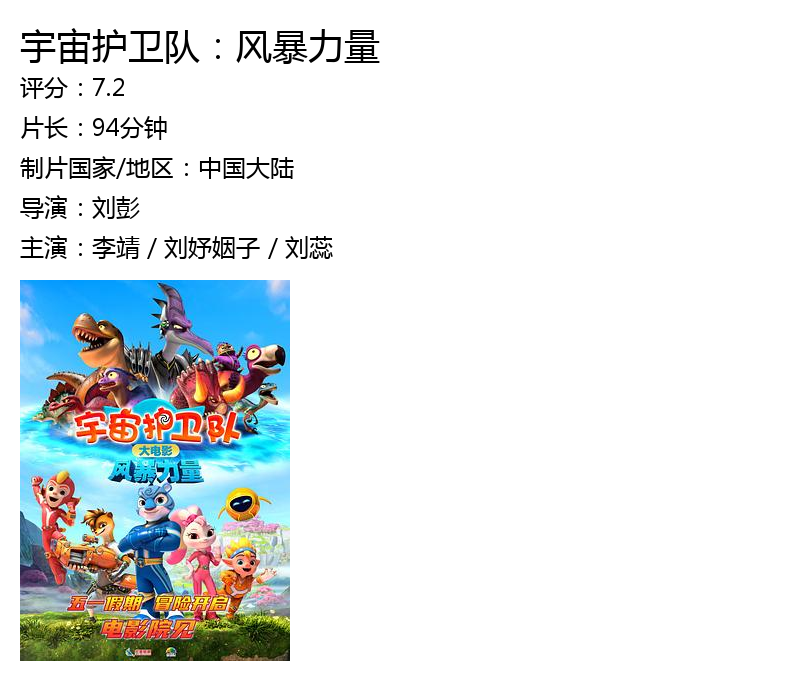 宇宙护卫队：风暴力量
评分：7.2
片长：94分钟
制片国家/地区：中国大陆
导演：刘彭
主演：李靖 / 刘妤姻子 / 刘蕊
宇宙护卫队
大电影
风暴力量
五一假期 冒险开启
电影院见